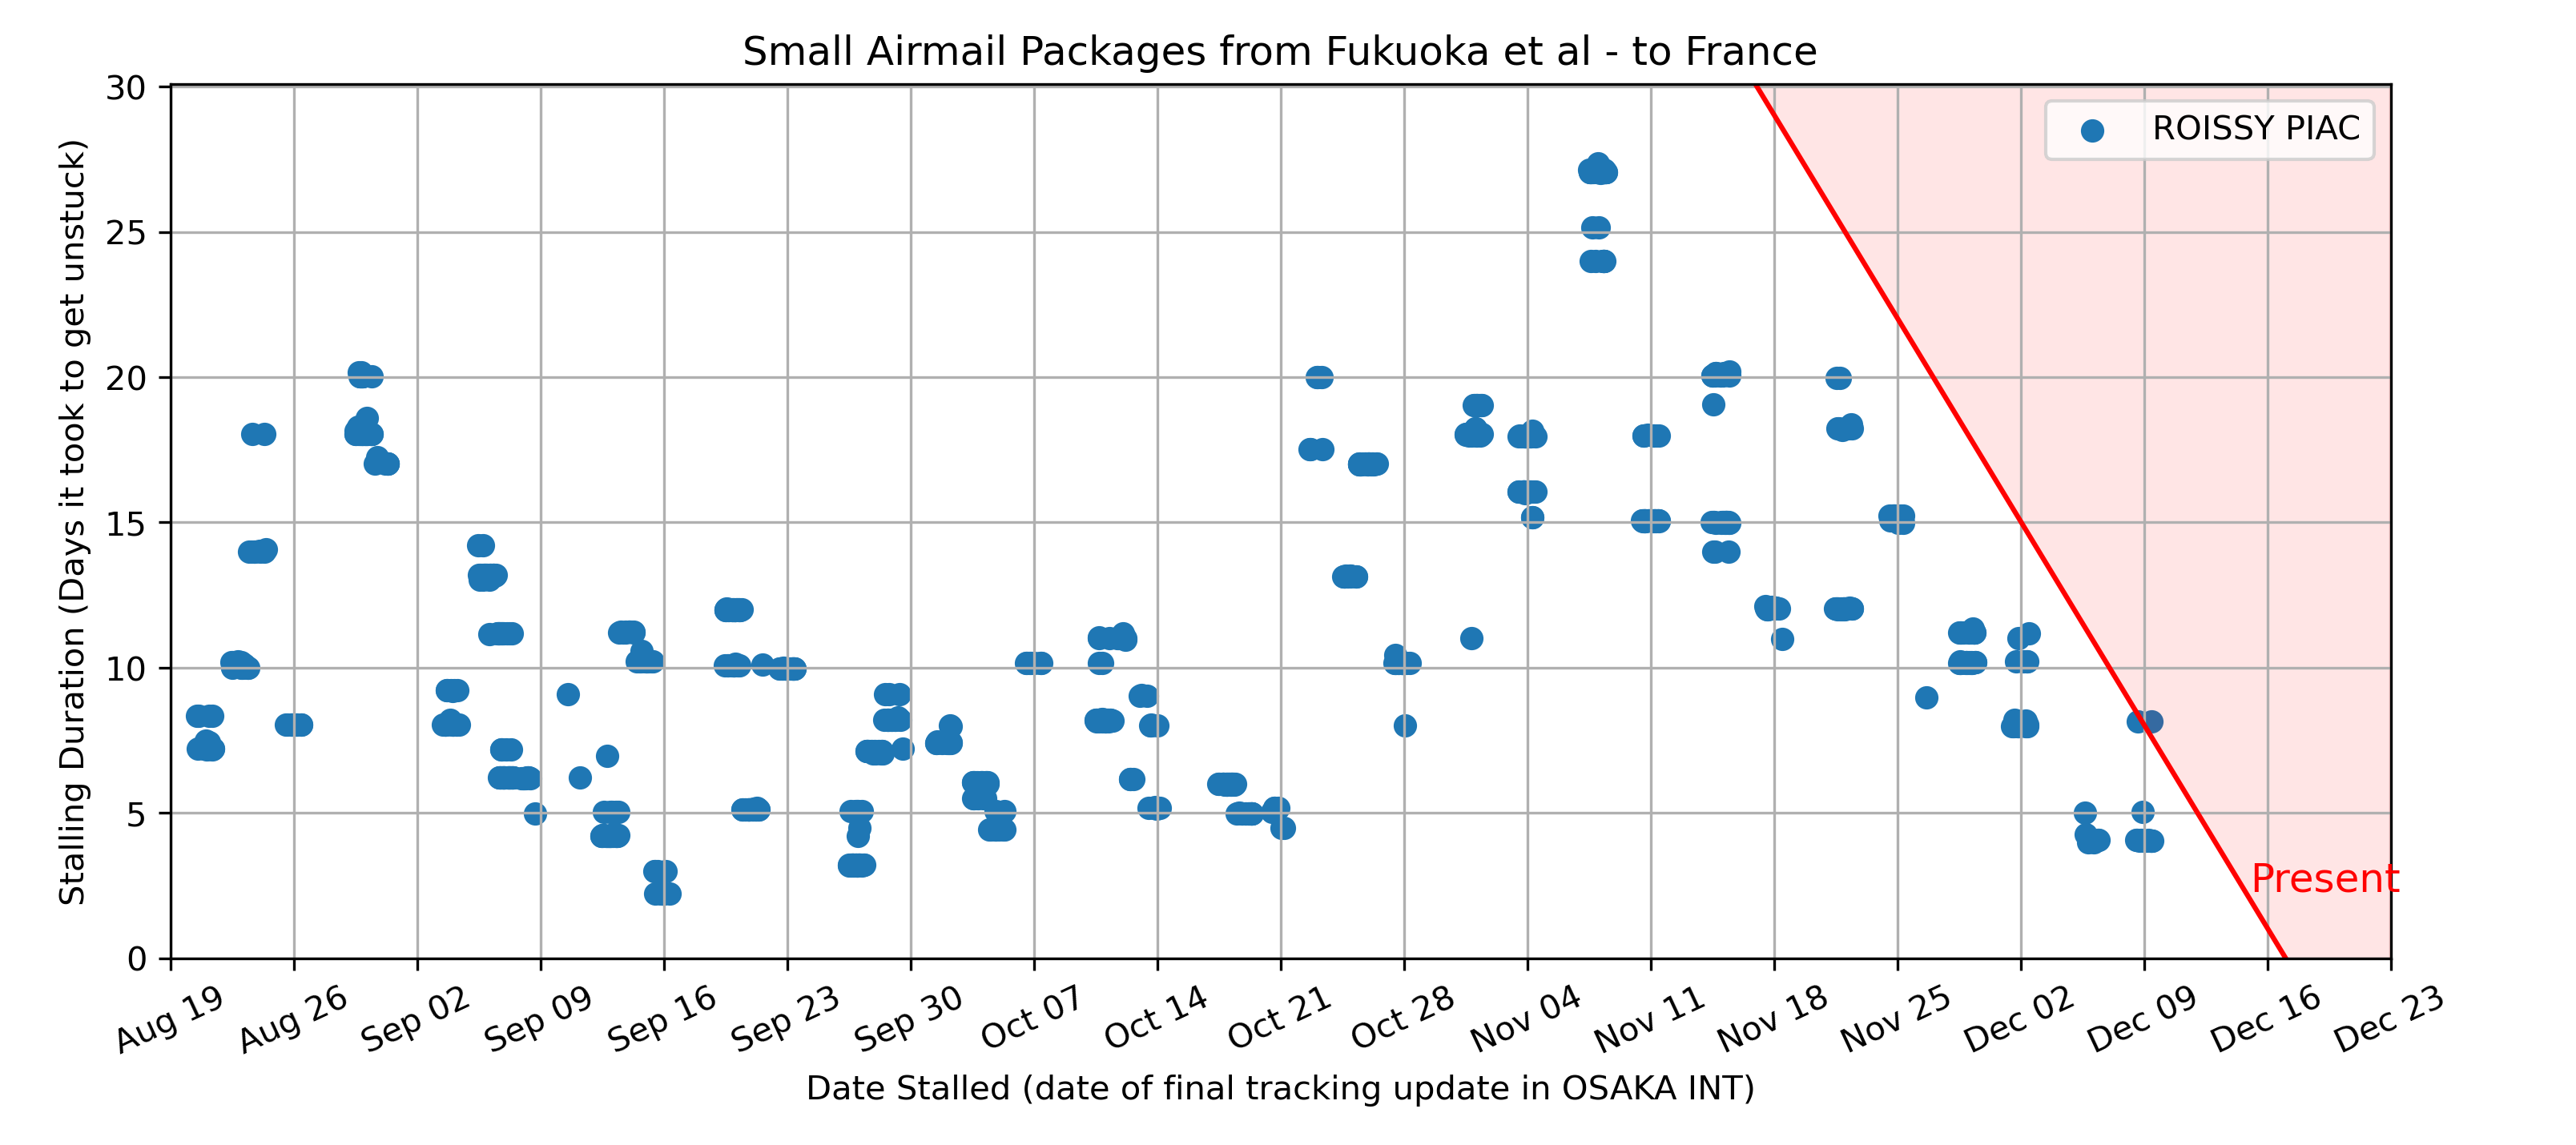 Small Airmail Packages from Fukuoka et al - to France
Stalling Duration (Days it took to get unstuck)
30
25
20
15
10
5
0
ROISSY PIAC
Present
Aug 19
Aug 26
Sep 02
Sep 09
Sep 16
Sep 23
Sep 30
Oct 07
Oct 14
Oct 21
Oct 28
Nov 04
Nov 11
Nov 18
Nov 25
Dec 02
Dec 09
Dec 16
Dec 23
Date Stalled (date of final tracking update in OSAKA INT)